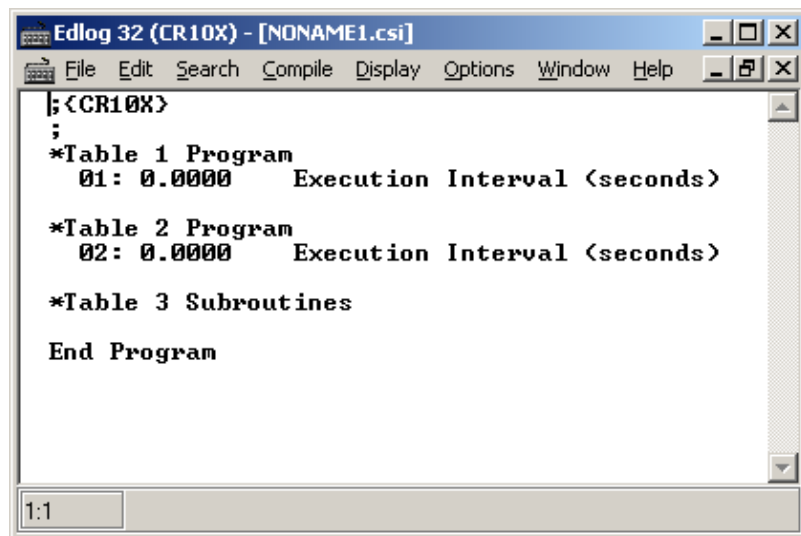 Edlog 32 (CR10X) - [NONAME1.csi]
File Edit Search Compile Display Options Window Help
;{CR10X}
;
*Table 1 Program
01: 0.0000 Execution Interval (seconds)
*Table 2 Program
02: 0.0000 Execution Interval (seconds)
*Table 3 Subroutines
End Program
1:1